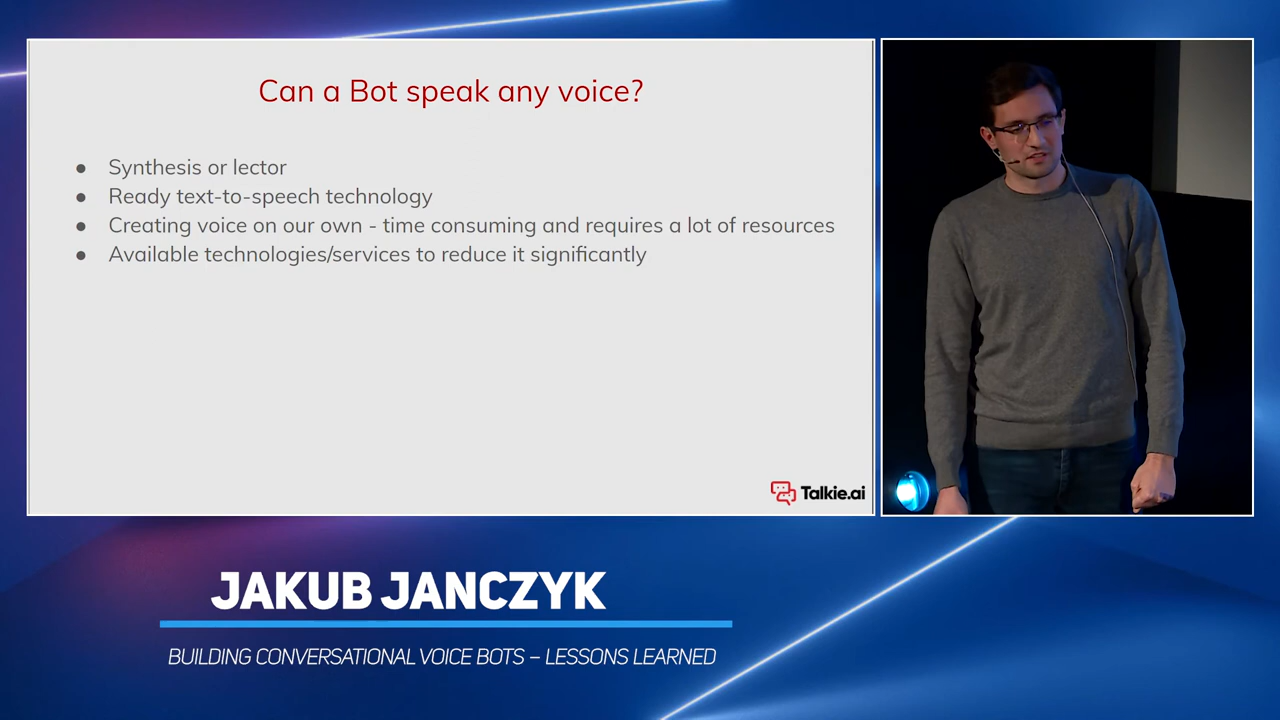 Can a Bot speak any voice?
● Synthesis or lector
● Ready text-to-speech technology
● Creating voice on our own - time consuming and requires a lot of resources
● Available technologies/services to reduce it significantly
Talkie.ai
JAKUB JANCZYK
BUILDING CONVERSATIONAL VOICE BOTS – LESSONS LEARNED